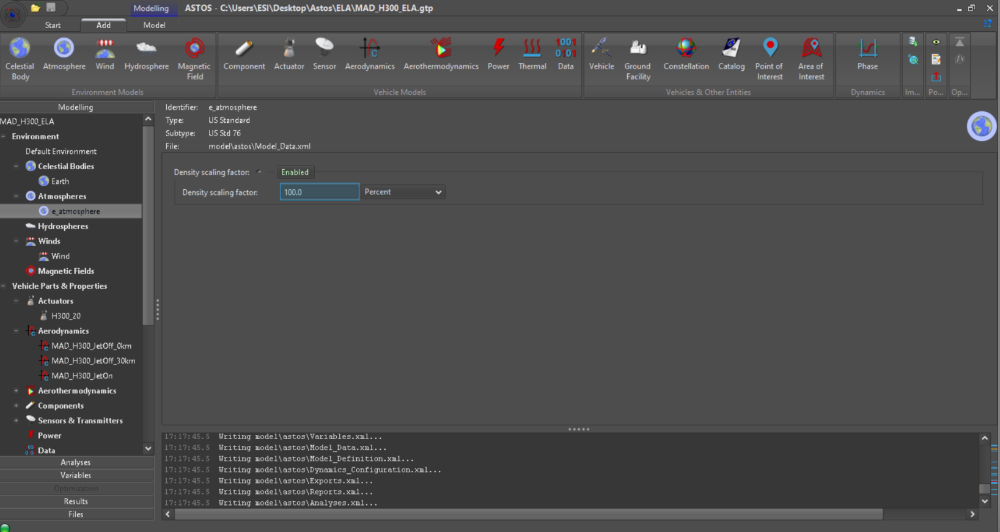 Modelling
ASTOS - C:\Users\ESI\Desktop\Astos\ELA\MAD_H300_ELA.gtp
Start Add Model
Celestial Body Atmosphere Wind Hydrosphere Magnetic Field
Environment Models
Component Actuator Sensor Aerodynamics Aerothermodynamics Power Thermal Data
1001
0101
Vehicle Models
Vehicle Ground Facility Constellation Catalog Point of Interest Area of Interest
Vehicles & Other Entities
Phase
Dynamics
Im... Po... Op...
Modelling
MAD_H300_ELA
Environment
Default Environment
Celestial Bodies
Earth
Atmospheres
e_atmosphere
Hydrospheres
Winds
Wind
Magnetic Fields
Vehicle Parts & Properties
Actuators
H300_20
Aerodynamics
MAD_H300_JetOff_0km
MAD_H300_JetOff_30km
MAD_H300_JetOn
Aerothermodynamics
Components
Sensors & Transmitters
Power
Data
Analyses
Variables
Optimization
Results
Files
Identifier: e_atmosphere
Type: US Standard
Subtype: US Std 76
File: model\astos\Model_Data.xml
Density scaling factor: Enabled
Density scaling factor: 100.0 Percent
17:17:45.5 Writing model\astos\Variables.xml...
17:17:45.5 Writing model\astos\Model_Data.xml...
17:17:45.5 Writing model\astos\Model_Definition.xml...
17:17:45.5 Writing model\astos\Dynamics_Configuration.xml...
17:17:45.5 Writing model\astos\Exports.xml...
17:17:45.5 Writing model\astos\Reports.xml...
17:17:45.5 Writing model\astos\Analyses.xml...